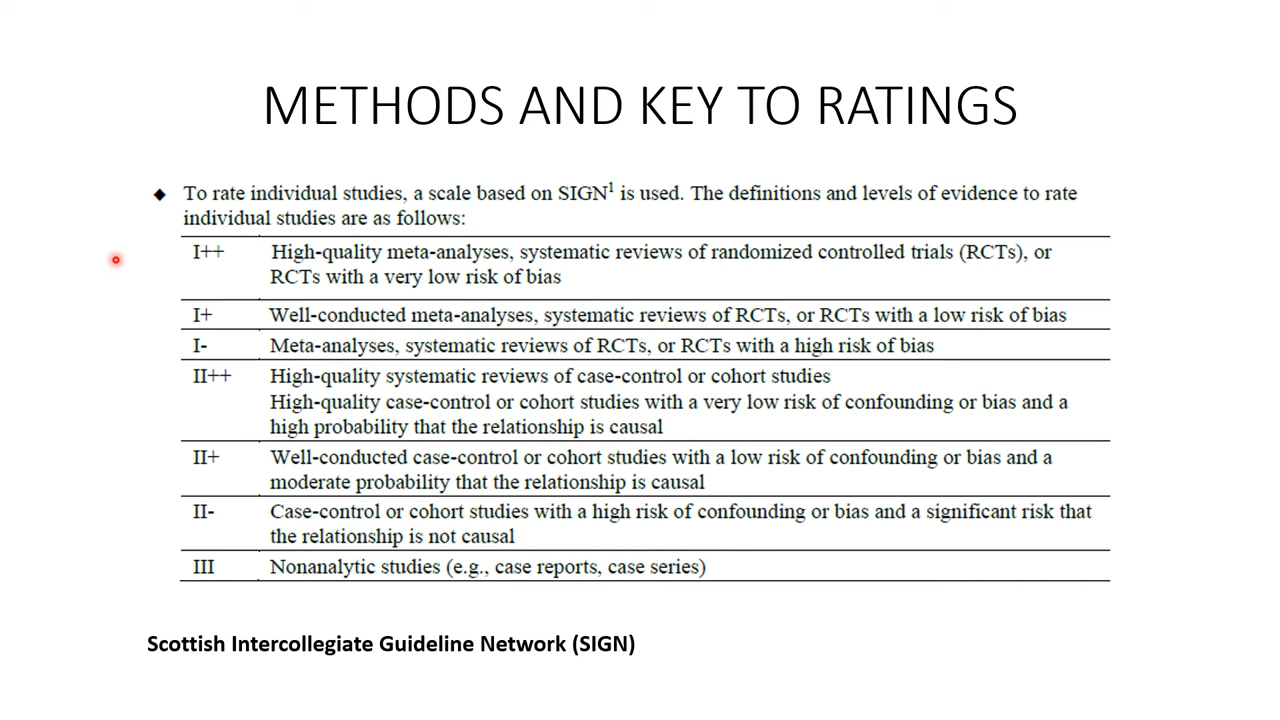 METHODS AND KEY TO RATINGS
◆ To rate individual studies, a scale based on SIGN¹ is used. The definitions and levels of evidence to rate
individual studies are as follows:
I++ High-quality meta-analyses, systematic reviews of randomized controlled trials (RCTs), or
RCTs with a very low risk of bias
I+ Well-conducted meta-analyses, systematic reviews of RCTs, or RCTs with a low risk of bias
I- Meta-analyses, systematic reviews of RCTs, or RCTs with a high risk of bias
II++ High-quality systematic reviews of case-control or cohort studies
High-quality case-control or cohort studies with a very low risk of confounding or bias and a
high probability that the relationship is causal
II+ Well-conducted case-control or cohort studies with a low risk of confounding or bias and a
moderate probability that the relationship is causal
II- Case-control or cohort studies with a high risk of confounding or bias and a significant risk that
the relationship is not causal
III Nonanalytic studies (e.g., case reports, case series)
Scottish Intercollegiate Guideline Network (SIGN)